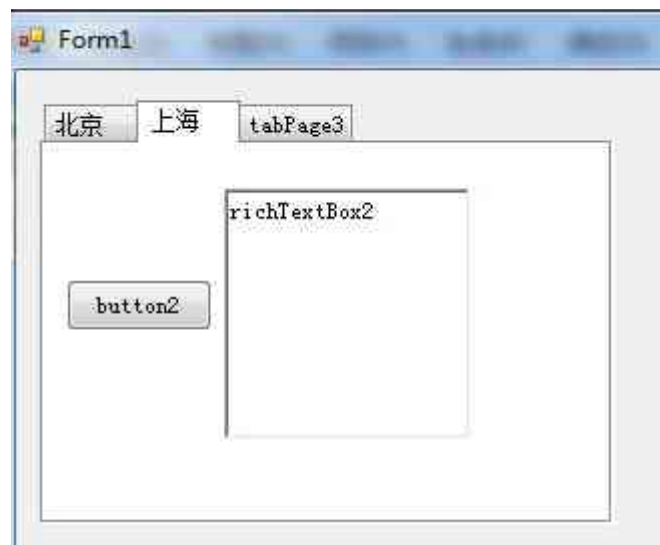 Form1
北京 上海 tabPage3
richTextBox2
button2